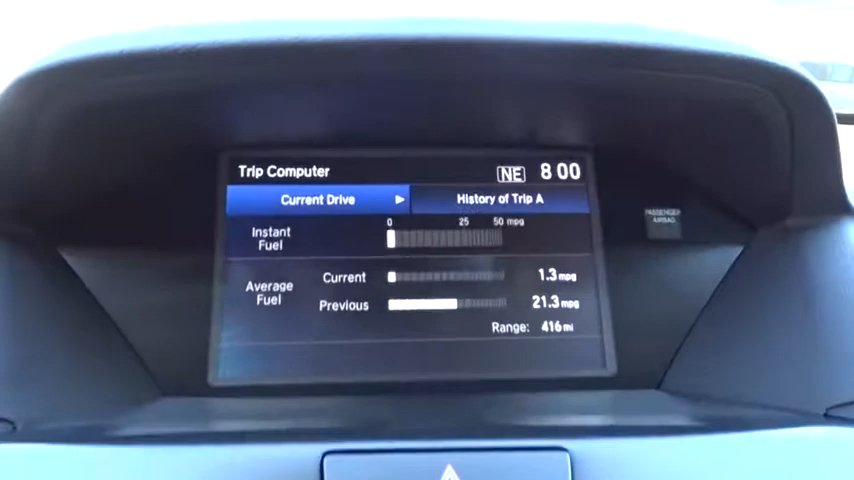 Trip Computer NE 8:00
Current Drive History of Trip A
0 25 50 mpg
Instant
Fuel
Current 1.3 mpg
Average
Fuel
Previous 21.3 mpg
Range: 416 mi
PASSENGER
AIRBAG